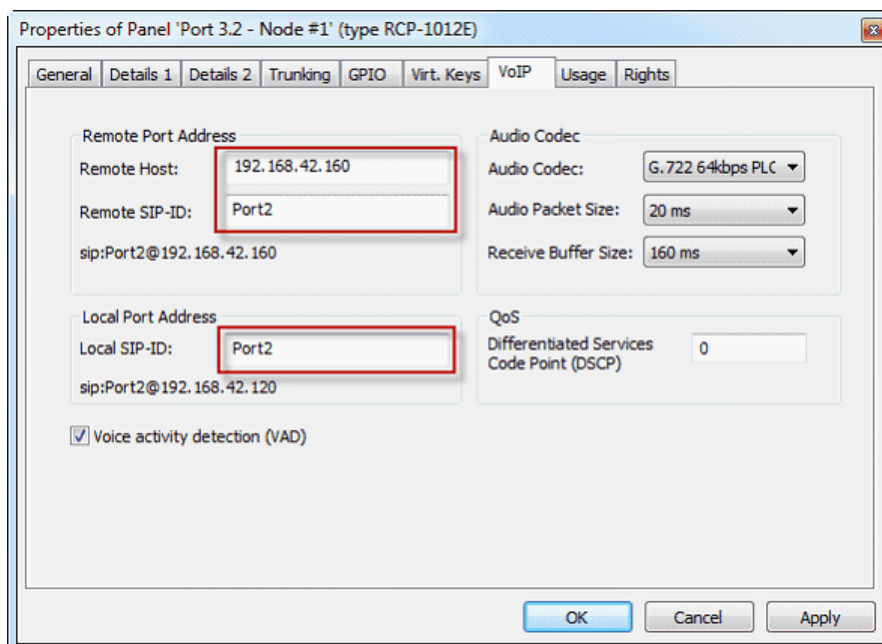 Properties of Panel 'Port 3.2 - Node #1' (type RCP-1012E)
General Details 1 Details 2 Trunking GPIO Virt. Keys VoIP Usage Rights
Remote Port Address
Remote Host: 192.168.42.160
Remote SIP-ID: Port2
sip:Port2@192.168.42.160
Audio Codec
Audio Codec: G.722 64kbps PLC
Audio Packet Size: 20 ms
Receive Buffer Size: 160 ms
Local Port Address
Local SIP-ID: Port2
sip:Port2@192.168.42.120
QoS
Differentiated Services
Code Point (DSCP) 0
Voice activity detection (VAD)
OK Cancel Apply